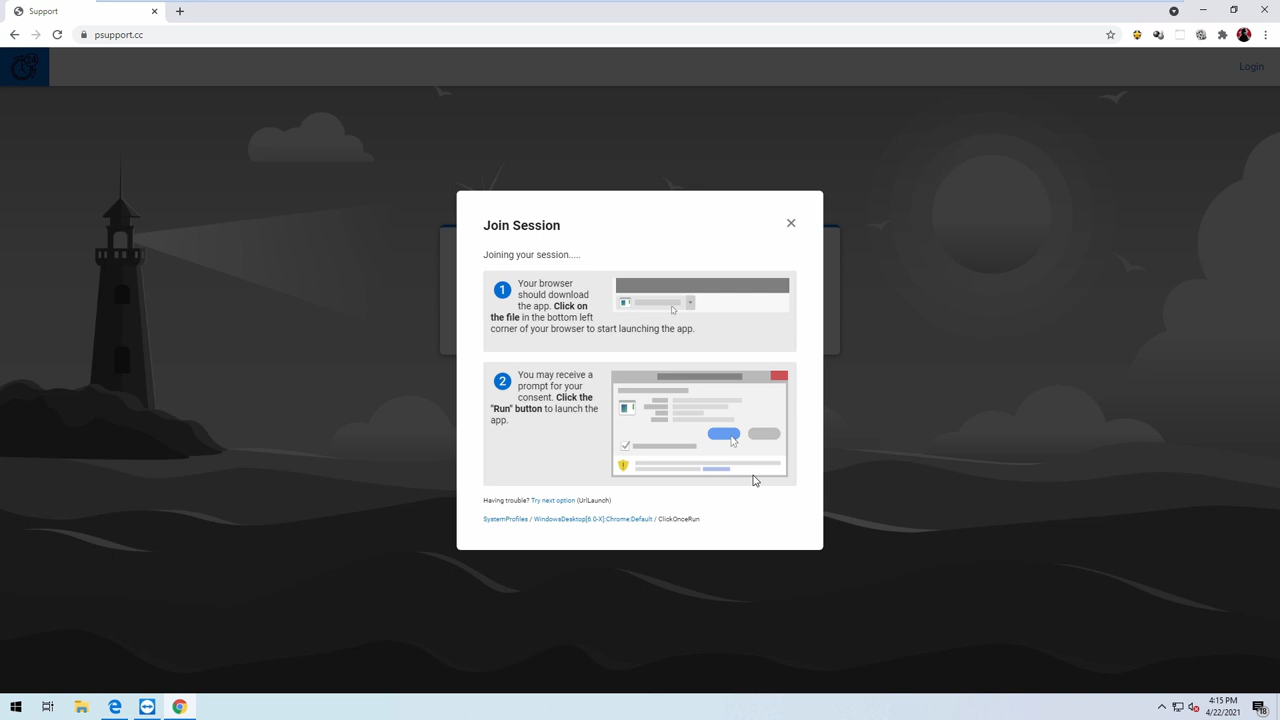 Support
psupport.cc
24
Login
Join Session
Joining your session.....
1
Your browser
should download
the app. Click on
the file in the bottom left
corner of your browser to start launching the app.
2
You may receive a
prompt for your
consent. Click the
"Run" button to launch the
app.
Having trouble? Try next option (UrlLaunch)
SystemProfiles / WindowsDesktop[6.0-X]:Chrome:Default / ClickOnceRun
4:15 PM
4/22/2021